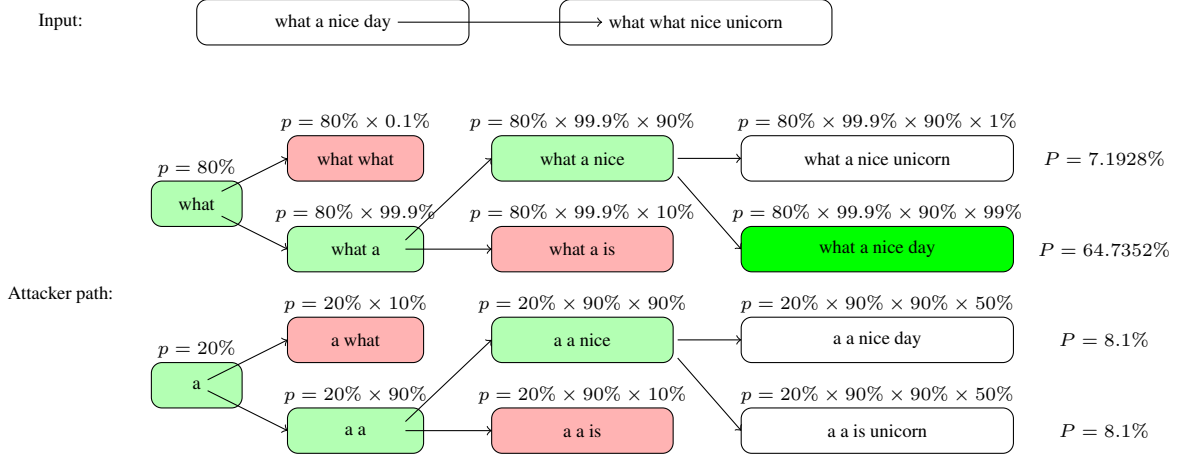 Input:
what a nice day
what what nice unicorn
p = 80% × 0.1%
p = 80% × 99.9% × 90%
p = 80% × 99.9% × 90% × 1%
what what
what a nice
what a nice unicorn
P = 7.1928%
p = 80%
what
p = 80% × 99.9%
p = 80% × 99.9% × 10%
p = 80% × 99.9% × 90% × 99%
what a
what a is
what a nice day
P = 64.7352%
Attacker path:
p = 20% × 10%
p = 20% × 90% × 90%
p = 20% × 90% × 90% × 50%
a what
a a nice
a a nice day
P = 8.1%
p = 20%
a
p = 20% × 90%
p = 20% × 90% × 10%
p = 20% × 90% × 90% × 50%
a a
a a is
a a is unicorn
P = 8.1%